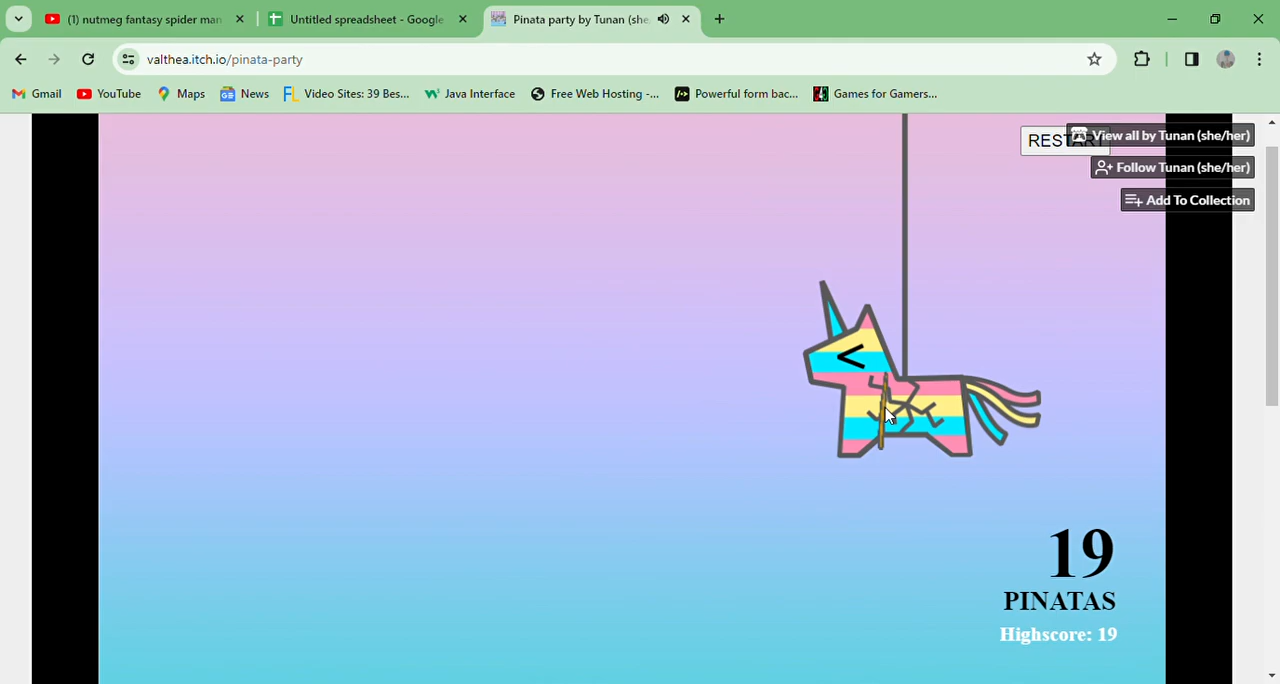 (1) nutmeg fantasy spider man
Untitled spreadsheet - Google
Pinata party by Tunan (she
valthea.itch.io/pinata-party
Gmail
YouTube
Maps
News
Video Sites: 39 Bes...
Java Interface
Free Web Hosting -...
Powerful form bac...
Games for Gamers...
RESTART
View all by Tunan (she/her)
Follow Tunan (she/her)
Add To Collection
19
PINATAS
Highscore: 19